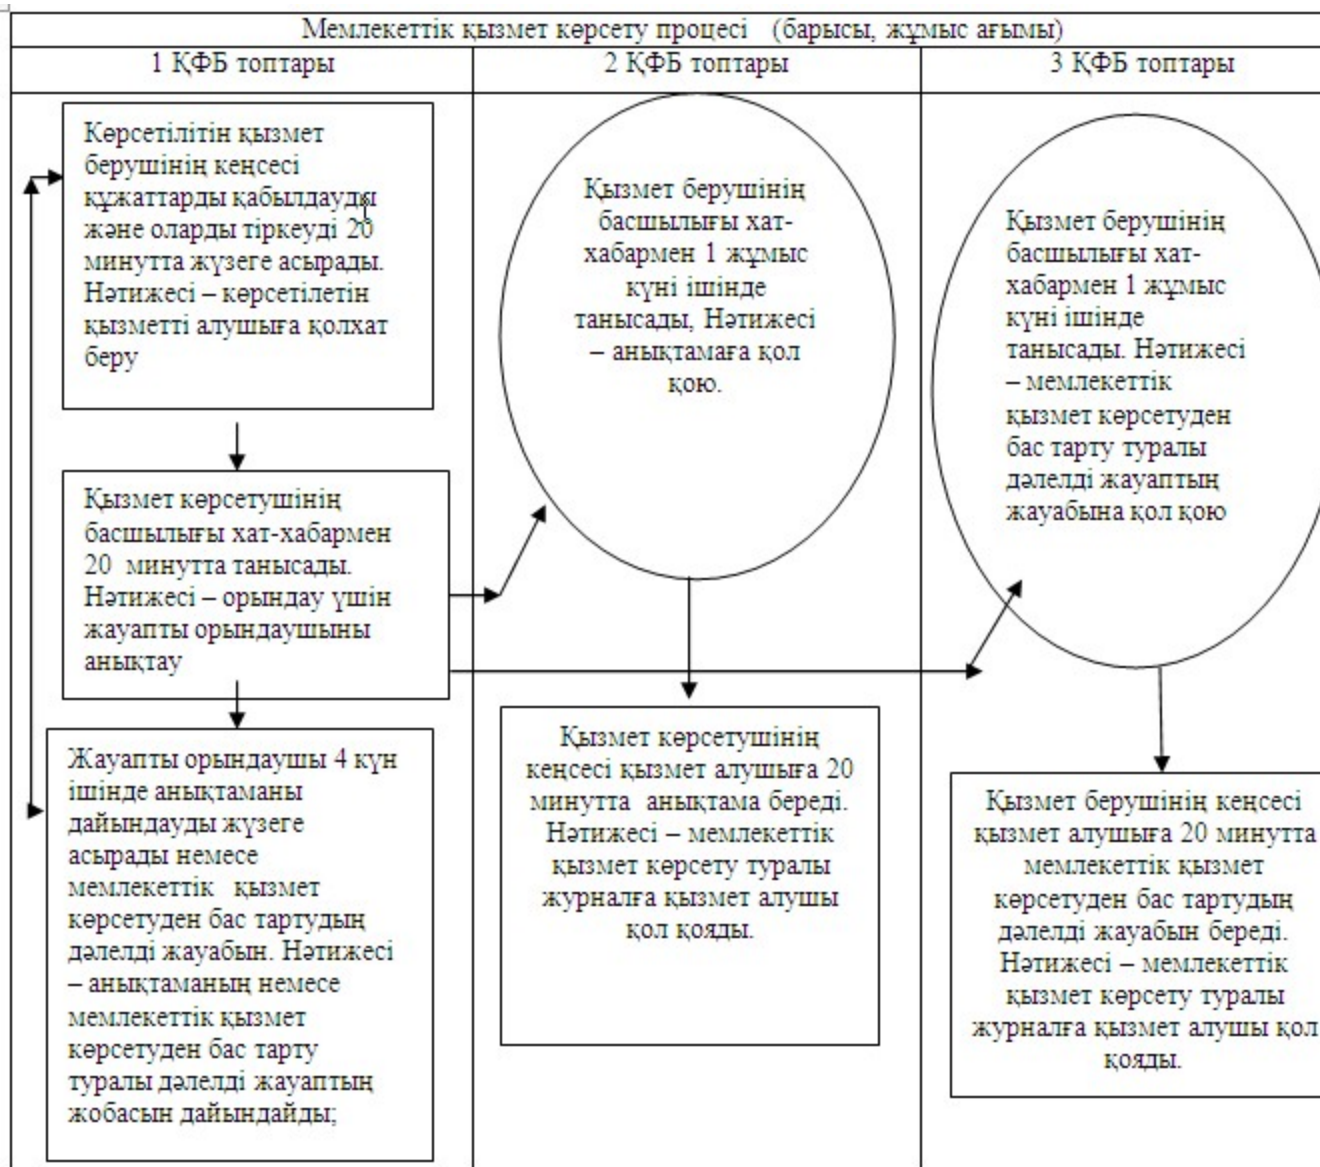 Мемлекеттік қызмет көрсету процесі (барысы, жұмыс ағымы)
1 ҚФБ топтары
2 ҚФБ топтары
3 ҚФБ топтары
Көрсетілітін қызмет
берушінің кеңсесі
құжаттарды қабылдауды
және оларды тіркеуді 20
минутта жүзеге асырады.
Нәтижесі – көрсетілетін
қызметті алушыға қолхат
беру
Қызмет көрсетушінің
басшылығы хат-хабармен
20 минутта танысады.
Нәтижесі – орындау үшін
жауапты орындаушыны
анықтау
Жауапты орындаушы 4 күн
ішінде анықтаманы
дайындауды жүзеге
асырады немесе
мемлекеттік қызмет
көрсетуден бас тартудың
дәлелді жауабын. Нәтижесі
– анықтаманың немесе
мемлекеттік қызмет
көрсетуден бас тарту
туралы дәлелді жауаптың
жобасын дайындайды;
Қызмет берушінің
басшылығы хат-
хабармен 1 жұмыс
күні ішінде
танысады, Нәтижесі
– анықтамаға қол
қою.
Қызмет көрсетушінің
кеңсесі қызмет алушыға 20
минутта анықтама береді.
Нәтижесі – мемлекеттік
қызмет көрсету туралы
журналға қызмет алушы
қол қояды.
Қызмет берушінің
басшылығы хат-
хабармен 1 жұмыс
күні ішінде
танысады. Нәтижесі
– мемлекеттік
қызмет көрсетуден
бас тарту туралы
дәлелді жауаптың
жауабына қол қою
Қызмет берушінің кеңсесі
қызмет алушыға 20 минутта
мемлекеттік қызмет
көрсетуден бас тартудың
дәлелді жауабын береді.
Нәтижесі – мемлекеттік
қызмет көрсету туралы
журналға қызмет алушы қол
қояды.